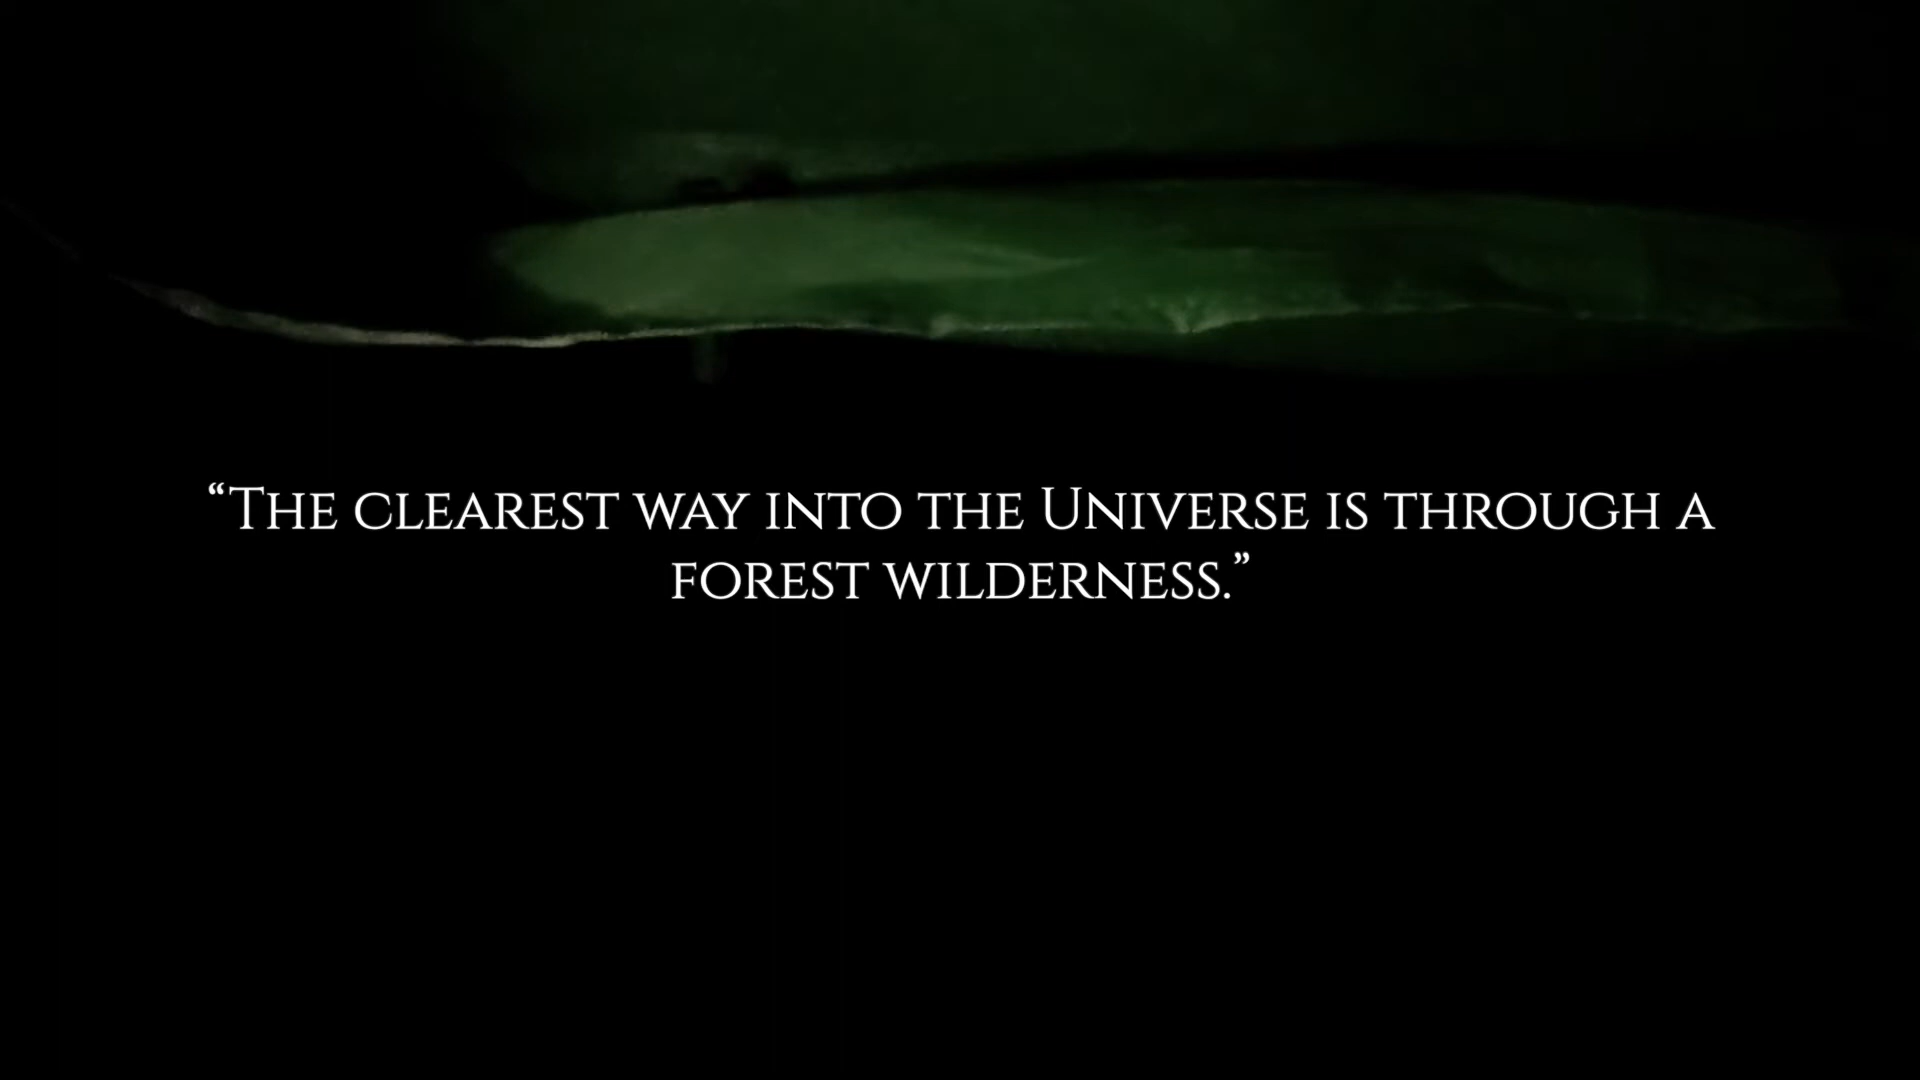 “The clearest way into the Universe is through a
forest wilderness.”